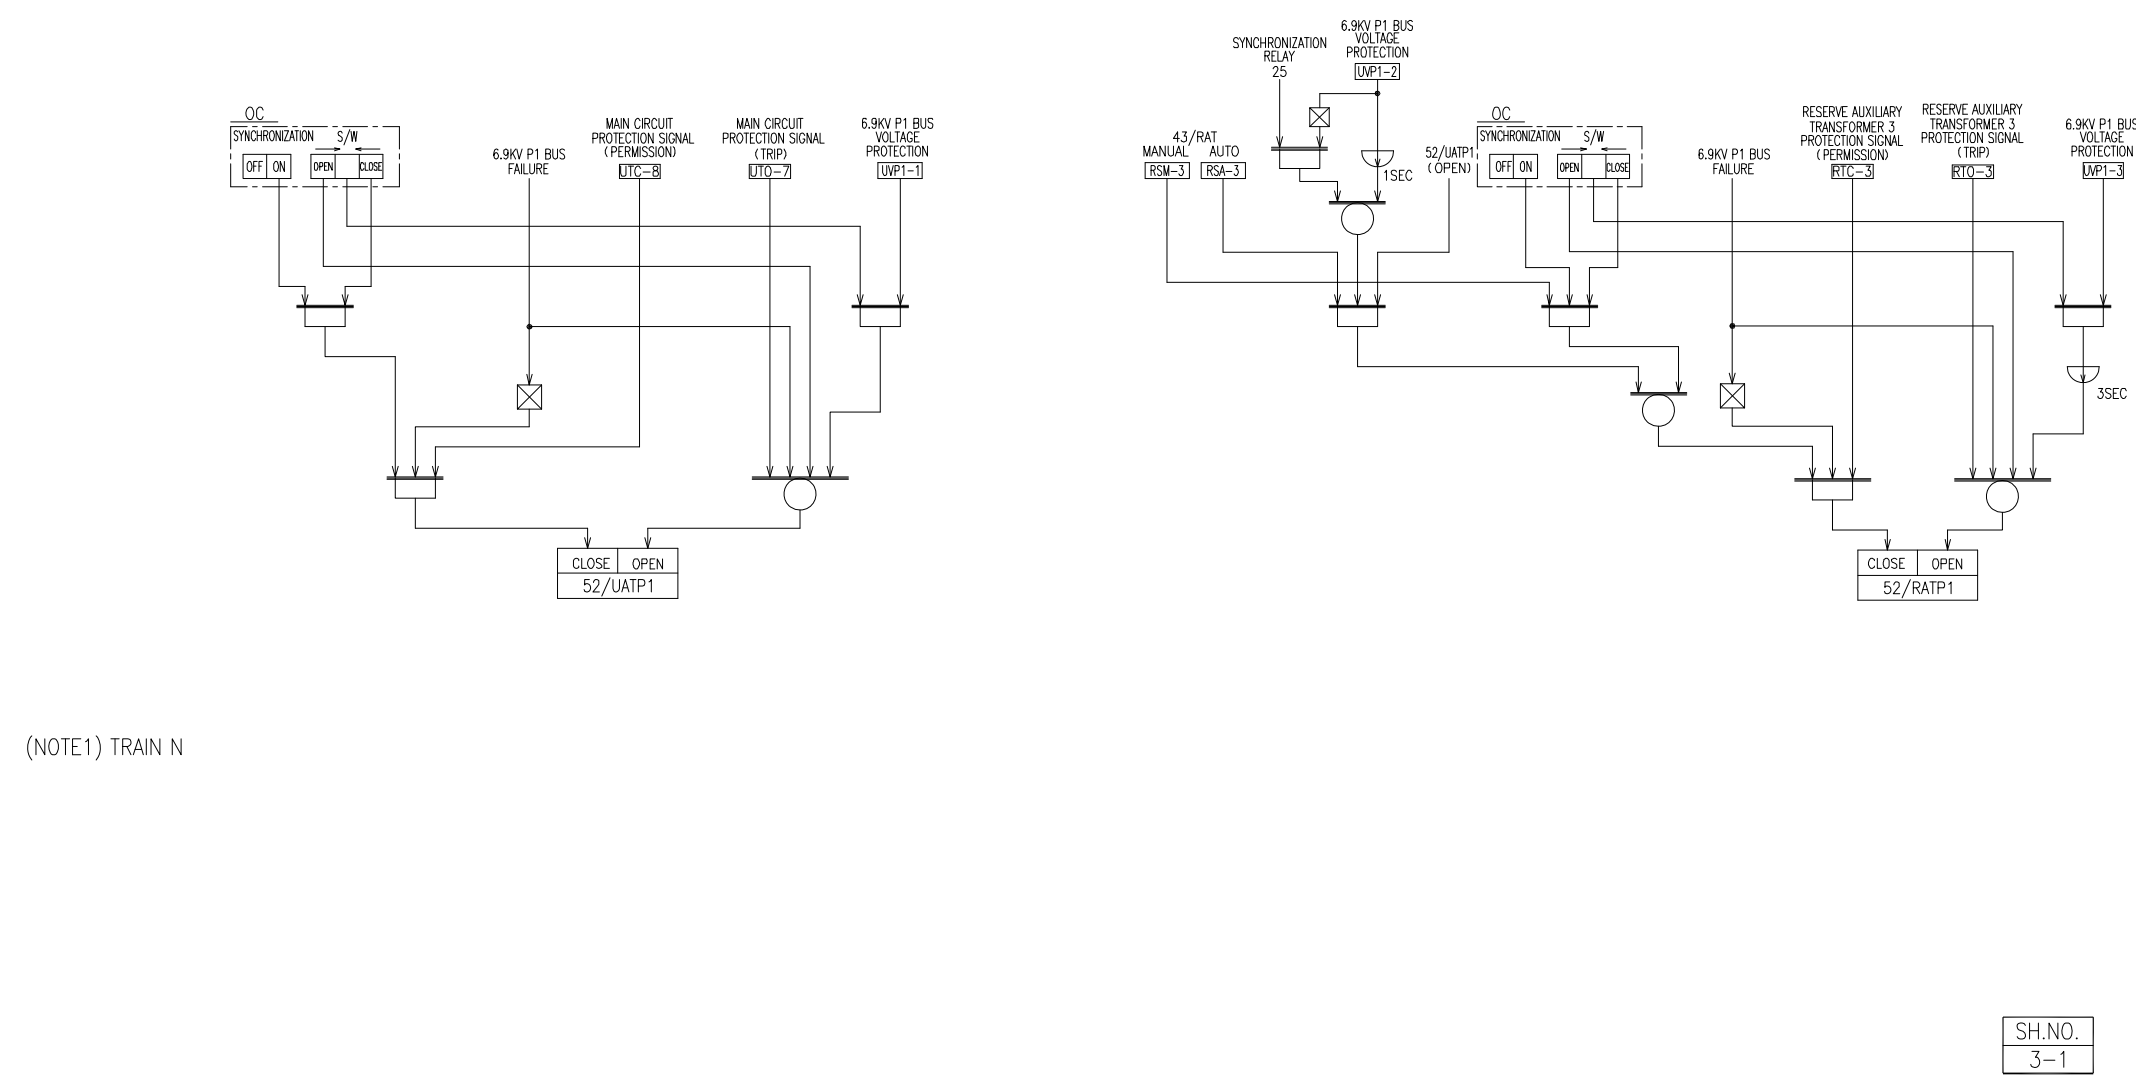 OC
SYNCHRONIZATION S/W
OFF ON OPEN CLOSE
6.9KV P1 BUS
FAILURE
MAIN CIRCUIT
PROTECTION SIGNAL
(PERMISSION)
UTC-8
MAIN CIRCUIT
PROTECTION SIGNAL
(TRIP)
UTO-7
6.9KV P1 BUS
VOLTAGE
PROTECTION
UVP1-1
CLOSE OPEN
52/UATP1
SYNCHRONIZATION
RELAY
25
6.9KV P1 BUS
VOLTAGE
PROTECTION
UVP1-2
1SEC
43/RAT
MANUAL AUTO
RSM-3 RSA-3
52/UATP1
(OPEN)
OC
SYNCHRONIZATION S/W
OFF ON OPEN CLOSE
6.9KV P1 BUS
FAILURE
RESERVE AUXILIARY
TRANSFORMER 3
PROTECTION SIGNAL
(PERMISSION)
RTC-3
RESERVE AUXILIARY
TRANSFORMER 3
PROTECTION SIGNAL
(TRIP)
RTO-3
6.9KV P1 BUS
VOLTAGE
PROTECTION
UVP1-3
3SEC
CLOSE OPEN
52/RATP1
(NOTE1) TRAIN N
SH.NO.
3-1